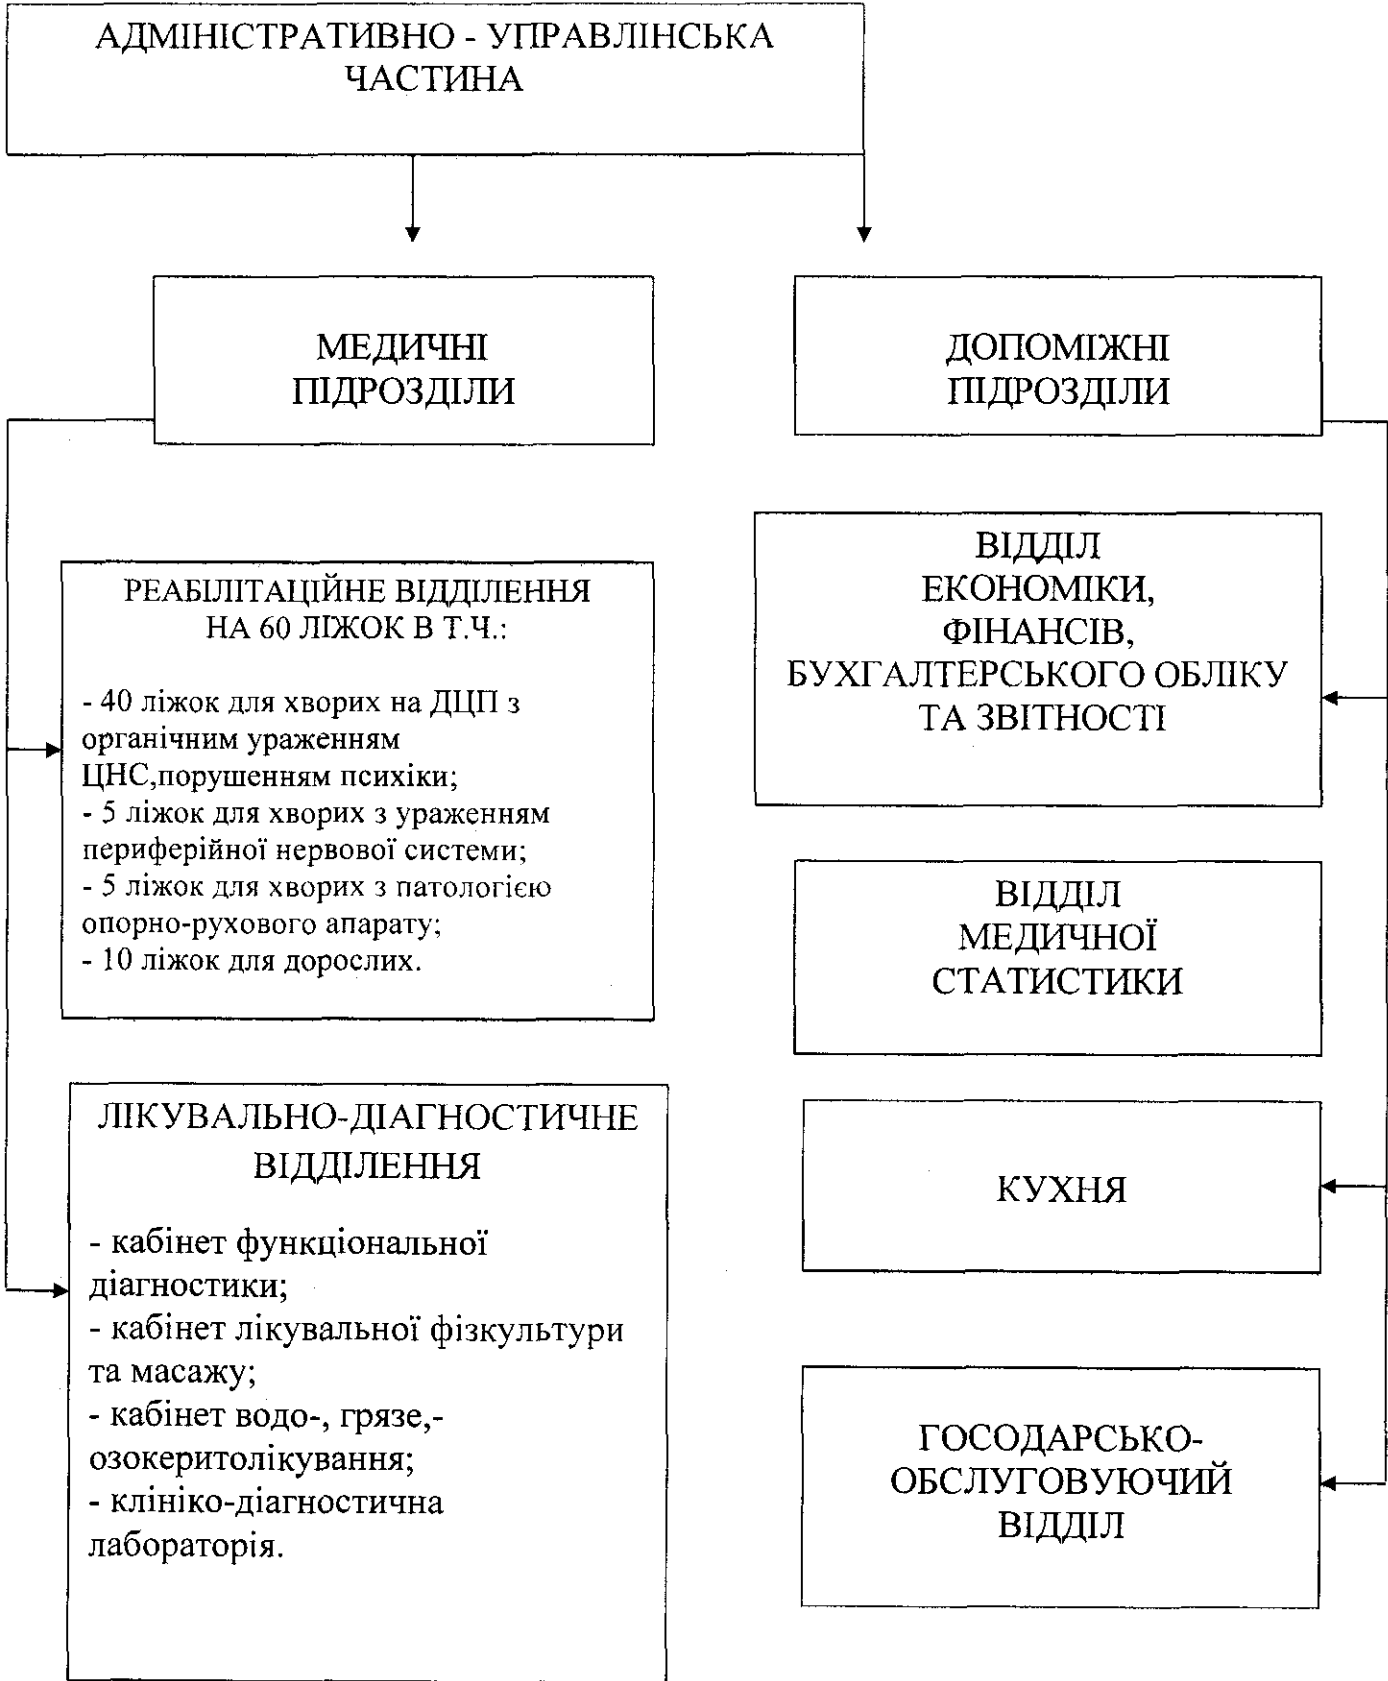 АДМІНІСТРАТИВНО - УПРАВЛІНСЬКА
ЧАСТИНА
МЕДИЧНІ
ПІДРОЗДІЛИ
ДОПОМІЖНІ
ПІДРОЗДІЛИ
РЕАБІЛІТАЦІЙНЕ ВІДДІЛЕННЯ
НА 60 ЛІЖОК В Т.Ч.:
- 40 ліжок для хворих на ДЦП з
органічним ураженням
ЦНС,порушенням психіки;
- 5 ліжок для хворих з ураженням
периферійної нервової системи;
- 5 ліжок для хворих з патологією
опорно-рухового апарату;
- 10 ліжок для дорослих.
ЛІКУВАЛЬНО-ДІАГНОСТИЧНЕ
ВІДДІЛЕННЯ
- кабінет функціональної
діагностики;
- кабінет лікувальної фізкультури
та масажу;
- кабінет водо-, грязе,-
озокеритолікування;
- клініко-діагностична
лабораторія.
ВІДДІЛ
ЕКОНОМІКИ,
ФІНАНСІВ,
БУХГАЛТЕРСЬКОГО ОБЛІКУ
ТА ЗВІТНОСТІ
ВІДДІЛ
МЕДИЧНОЇ
СТАТИСТИКИ
КУХНЯ
ГОСОДАРСЬКО-
ОБСЛУГОВУЮЧИЙ
ВІДДІЛ